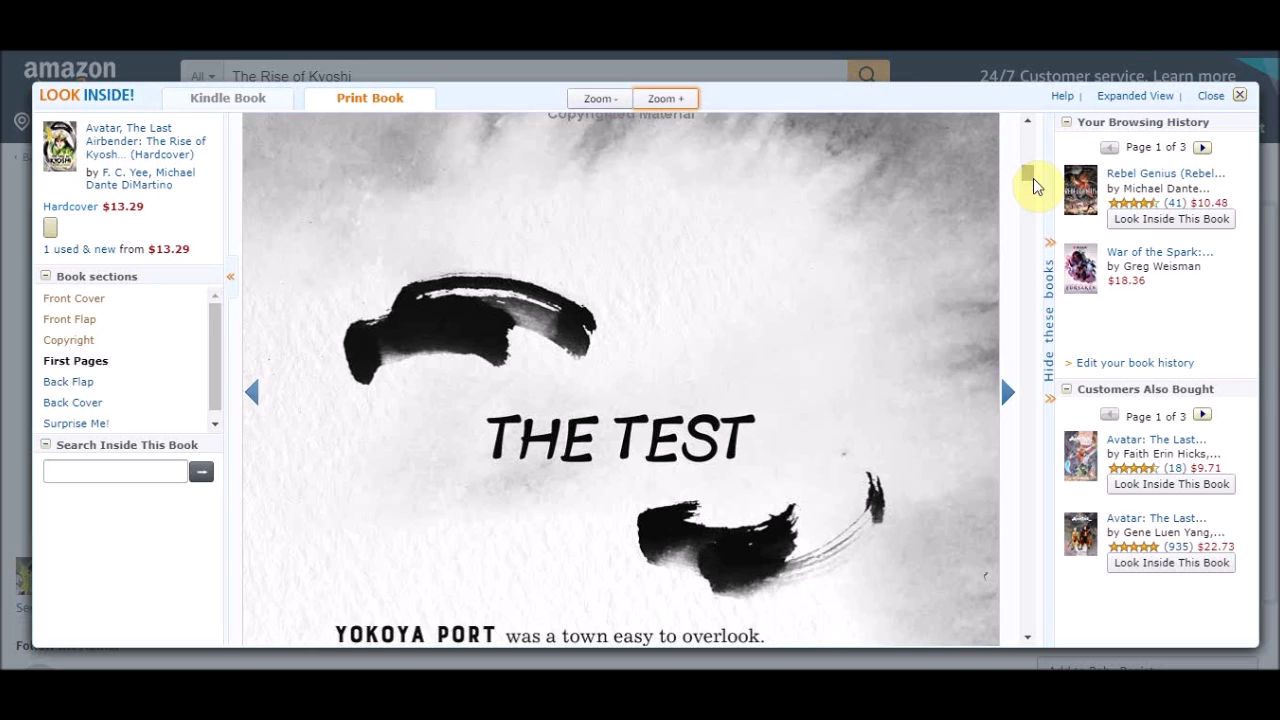 amazon
All
The Rise of Kyoshi
24/7 Customer service. Learn more
LOOK INSIDE!
Kindle Book
Print Book
Zoom -
Zoom +
Help |
Expanded View |
Close
Avatar, The Last
Airbender: The Rise of
Kyosh... (Hardcover)
by F. C. Yee, Michael
Dante DiMartino
Hardcover $13.29
1 used & new from $13.29
Book sections
Front Cover
Front Flap
Copyright
First Pages
Back Flap
Back Cover
Surprise Me!
Search Inside This Book
Copyrighted Material
THE TEST
YOKOYA PORT was a town easy to overlook.
Hide these books
Your Browsing History
Page 1 of 3
Rebel Genius (Rebel...
by Michael Dante...
(41) $10.48
Look Inside This Book
War of the Spark:...
by Greg Weisman
$18.36
> Edit your book history
Customers Also Bought
Page 1 of 3
Avatar: The Last...
by Faith Erin Hicks,...
(18) $9.71
Look Inside This Book
Avatar: The Last...
by Gene Luen Yang,...
(935) $22.73
Look Inside This Book